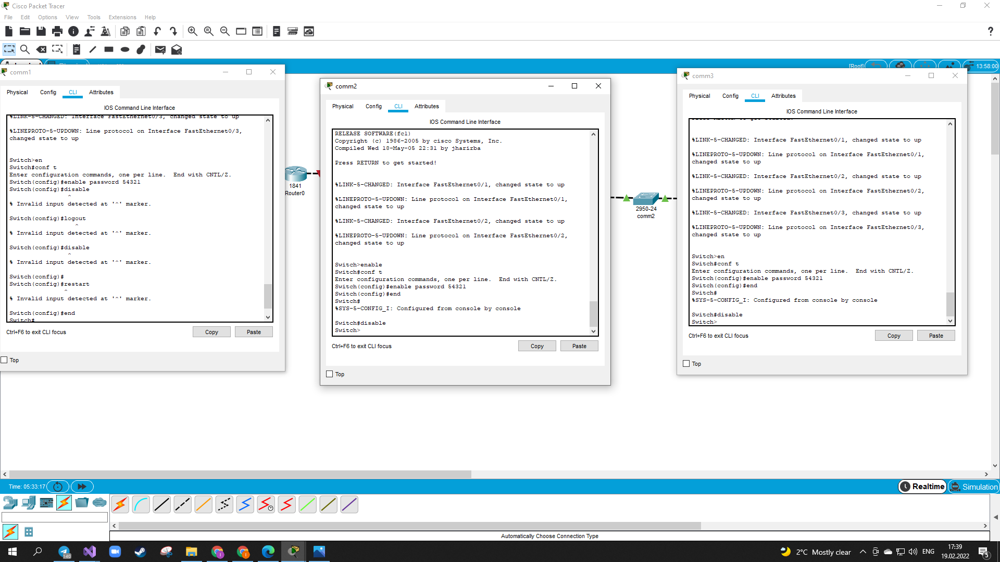 Cisco Packet Tracer
File Edit Options View Tools Extensions Help
[Root]
13:58:00
comm1
Physical Config CLI Attributes
IOS Command Line Interface
%LINK-5-CHANGED: Interface FastEthernet0/3, changed state to up
%LINEPROTO-5-UPDOWN: Line protocol on Interface FastEthernet0/3,
changed state to up
Switch>en
Switch#conf t
Enter configuration commands, one per line.  End with CNTL/Z.
Switch(config)#enable password 54321
Switch(config)#disable
^
% Invalid input detected at '^' marker.
Switch(config)#logout
^
% Invalid input detected at '^' marker.
Switch(config)#disable
^
% Invalid input detected at '^' marker.
Switch(config)#
Switch(config)#restart
^
% Invalid input detected at '^' marker.
Switch(config)#end
Switch#
Ctrl+F6 to exit CLI focus
Copy Paste
Top
1841
Router0
comm2
Physical Config CLI Attributes
IOS Command Line Interface
RELEASE SOFTWARE(fc1)
Copyright (c) 1986-2005 by cisco Systems, Inc.
Compiled Wed 18-May-05 22:31 by jharirba
Press RETURN to get started!
%LINK-5-CHANGED: Interface FastEthernet0/1, changed state to up
%LINEPROTO-5-UPDOWN: Line protocol on Interface FastEthernet0/1,
changed state to up
%LINK-5-CHANGED: Interface FastEthernet0/2, changed state to up
%LINEPROTO-5-UPDOWN: Line protocol on Interface FastEthernet0/2,
changed state to up
Switch>enable
Switch#conf t
Enter configuration commands, one per line.  End with CNTL/Z.
Switch(config)#enable password 54321
Switch(config)#end
Switch#
%SYS-5-CONFIG_I: Configured from console by console
Switch#disable
Switch>
Ctrl+F6 to exit CLI focus
Copy Paste
Top
2950-24
comm2
comm3
Physical Config CLI Attributes
IOS Command Line Interface
%LINK-5-CHANGED: Interface FastEthernet0/1, changed state to up
%LINEPROTO-5-UPDOWN: Line protocol on Interface FastEthernet0/1,
changed state to up
%LINK-5-CHANGED: Interface FastEthernet0/2, changed state to up
%LINEPROTO-5-UPDOWN: Line protocol on Interface FastEthernet0/2,
changed state to up
%LINK-5-CHANGED: Interface FastEthernet0/3, changed state to up
%LINEPROTO-5-UPDOWN: Line protocol on Interface FastEthernet0/3,
changed state to up
Switch>en
Switch#conf t
Enter configuration commands, one per line.  End with CNTL/Z.
Switch(config)#enable password 54321
Switch(config)#end
Switch#
%SYS-5-CONFIG_I: Configured from console by console
Switch#disable
Switch>
Ctrl+F6 to exit CLI focus
Copy Paste
Top
Time: 05:33:17
Realtime Simulation
Automatically Choose Connection Type
140
2°C Mostly clear
ENG
17:39
19.02.2022
5